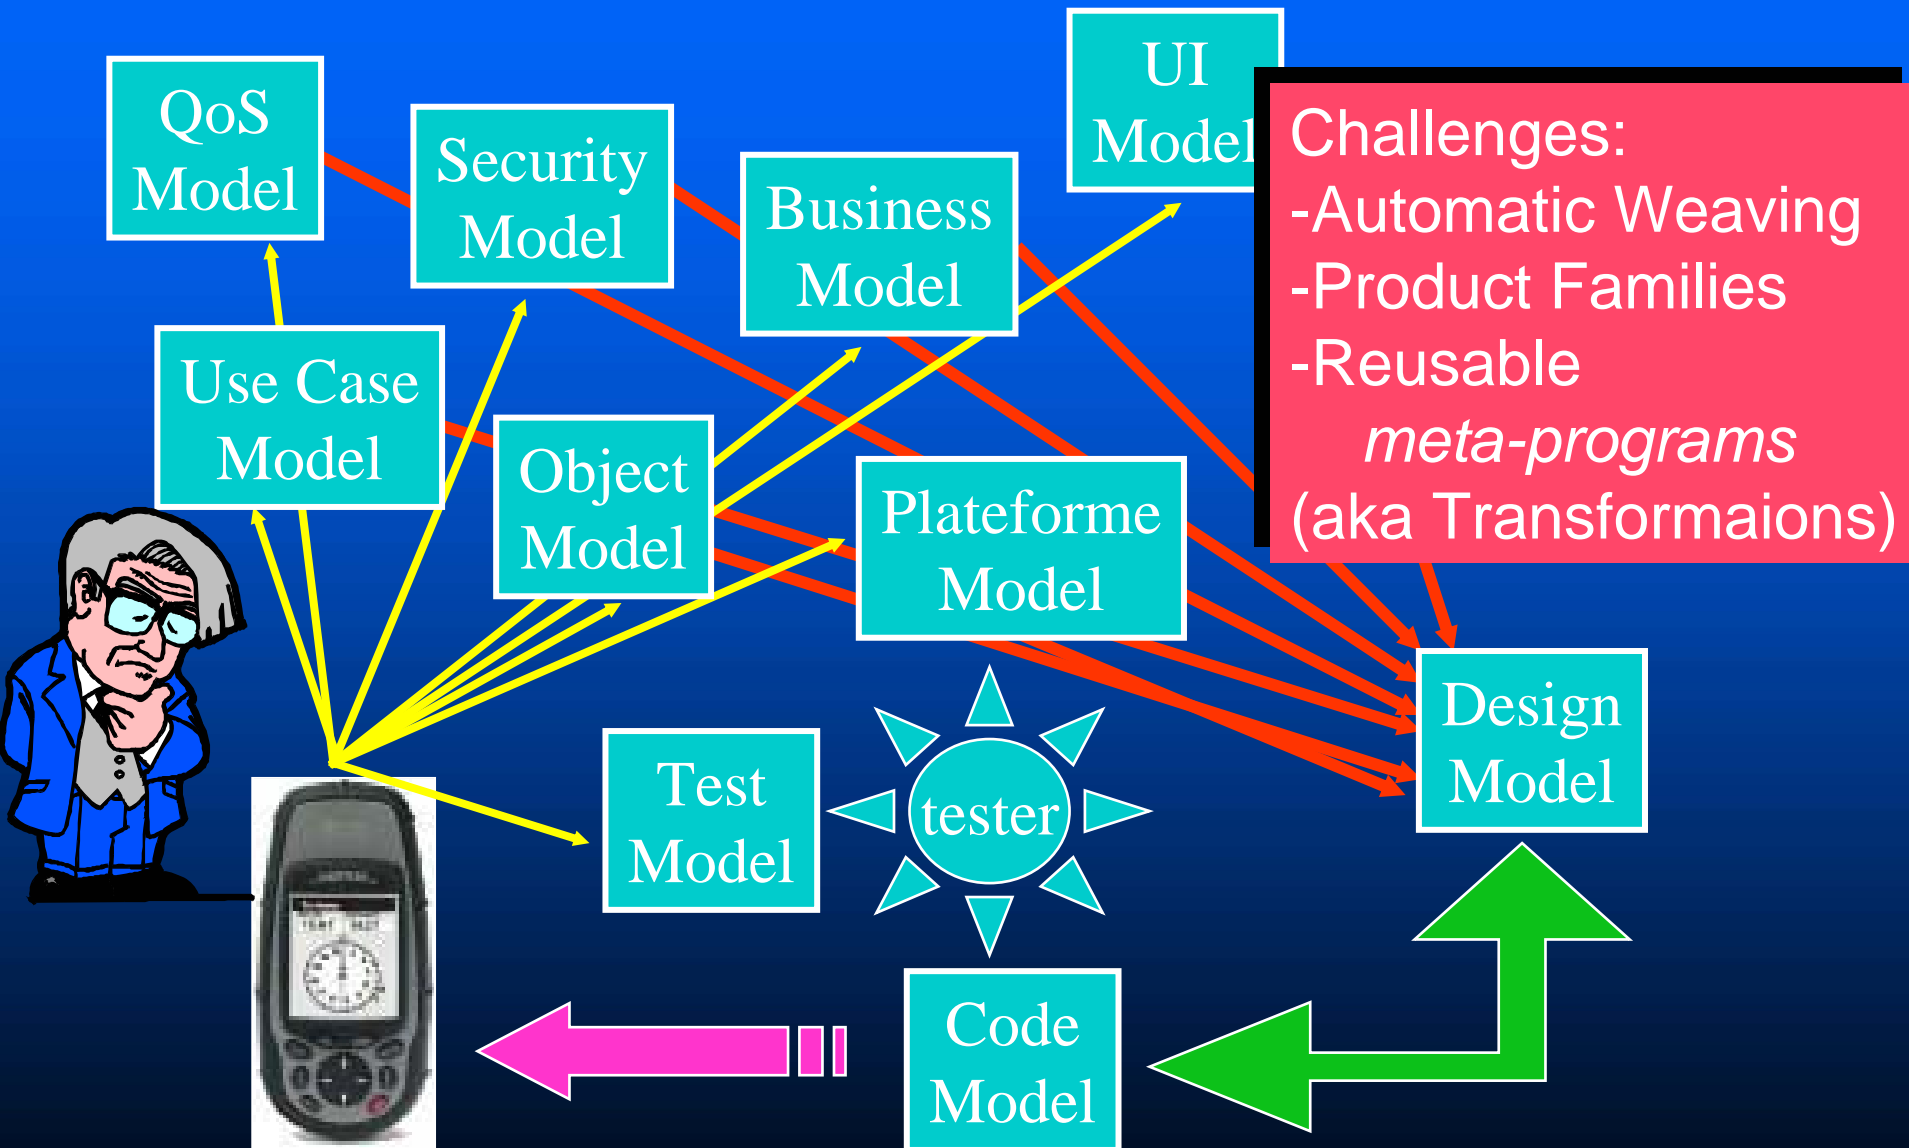 QoS
Model
Security
Model
Business
Model
UI
Model
Challenges:
-Automatic Weaving
-Product Families
-Reusable
meta-programs
(aka Transformaions)
Use Case
Model
Object
Model
Plateforme
Model
Design
Model
Test
Model
tester
Code
Model